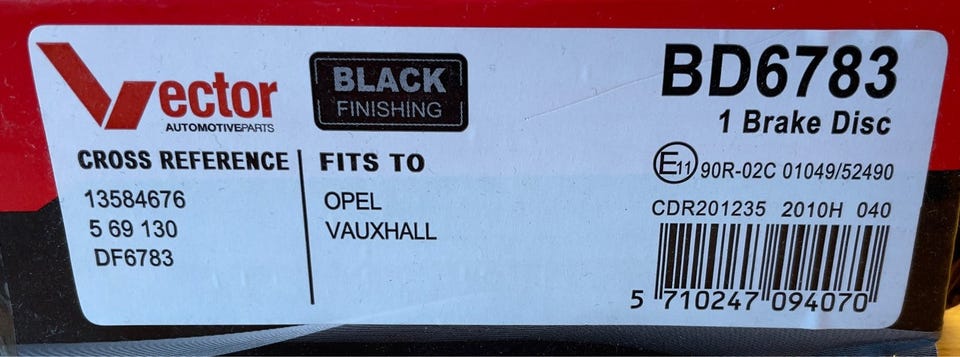 Vector
AUTOMOTIVEPARTS
BLACK
FINISHING
BD6783
1 Brake Disc
CROSS REFERENCE
13584676
5 69 130
DF6783
FITS TO
OPEL
VAUXHALL
E11 90R-02C 01049/52490
CDR201235 2010H 040
5 710247 094070